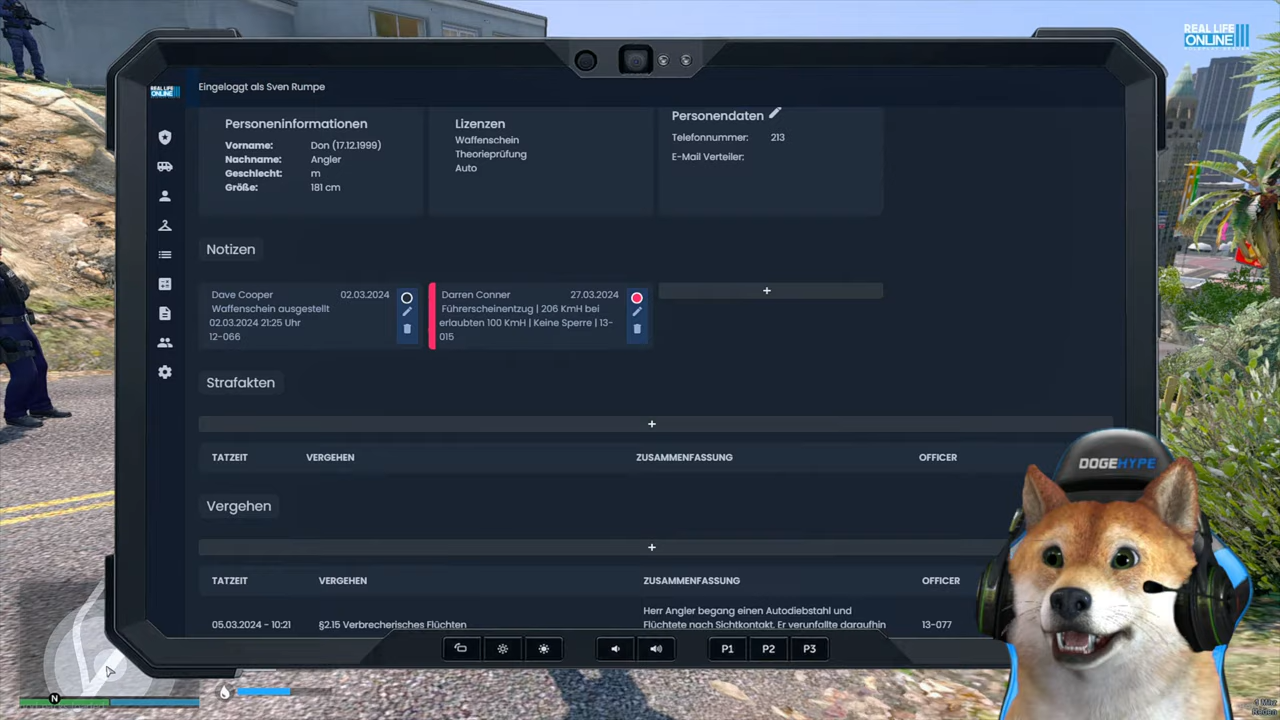 REAL LIFE
ONLINE
REAL LIFE
ONLINE
Eingeloggt als Sven Rumpe
Personeninformationen
Vorname: Don (17.12.1999)
Nachname: Angler
Geschlecht: m
Größe: 181 cm
Lizenzen
Waffenschein
Theorieprüfung
Auto
Personendaten
Telefonnummer: 213
E-Mail Verteiler:
Notizen
Dave Cooper 02.03.2024
Waffenschein ausgestellt
02.03.2024 21:25 Uhr
12-066
Darren Conner 27.03.2024
Führerscheinentzug | 206 KmH bei
erlaubten 100 KmH | Keine Sperre | 13-
015
+
Strafakten
+
TATZEIT VERGEHEN ZUSAMMENFASSUNG OFFICER
Vergehen
+
TATZEIT VERGEHEN ZUSAMMENFASSUNG OFFICER
Herr Angler begang einen Autodiebstahl und
05.03.2024 - 10:21 §2.15 Verbrecherisches Flüchten Flüchtete nach Sichtkontakt. Er verunfallte daraufhin 13-077
P1 P2 P3
DOGEHYPE
N